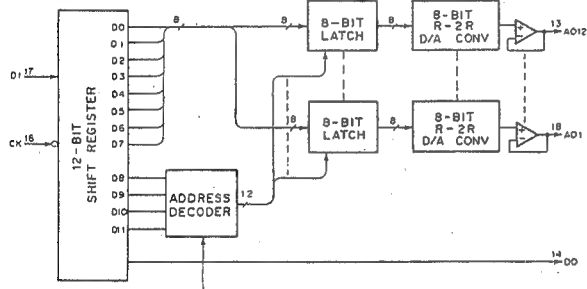 D0
D1
D2
D3
D4
D5
D6
D7
D8
D9
D10
D11
DI 17
CK 16
12-BIT
SHIFT REGISTER
ADDRESS
DECODER
12
8
8
8-BIT
LATCH
8
8-BIT
R-2R
D/A CONV
+
-
13
AO12
8
8-BIT
LATCH
8
8-BIT
R-2R
D/A CONV
+
-
18
AO1
14
DO